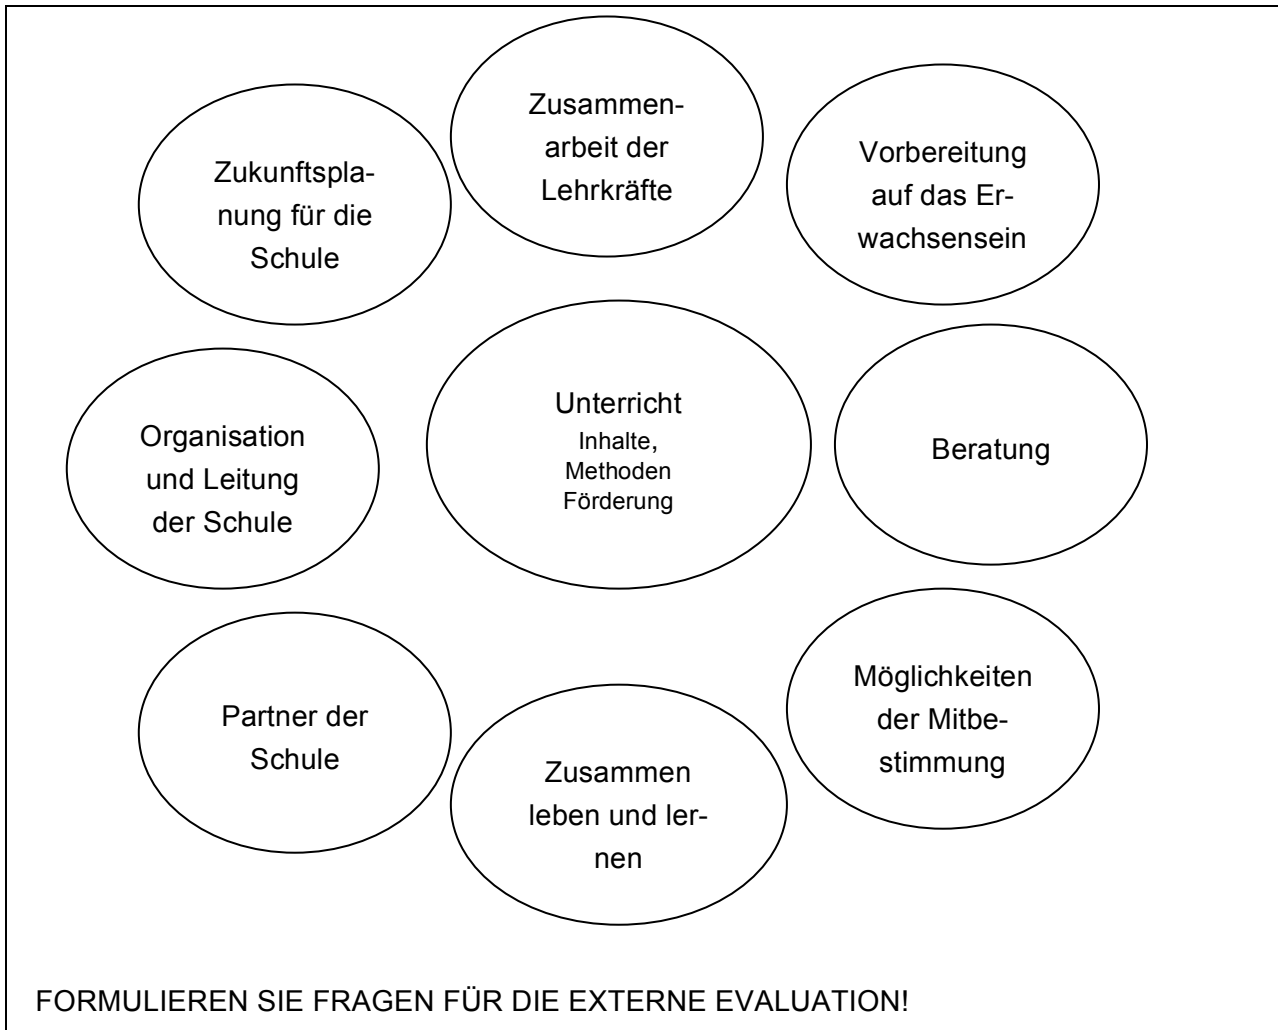 Zusammen-
arbeit der
Lehrkräfte
Zukunftspla-
nung für die
Schule
Vorbereitung
auf das Er-
wachsensein
Organisation
und Leitung
der Schule
Unterricht
Inhalte,
Methoden
Förderung
Beratung
Partner der
Schule
Zusammen
leben und ler-
nen
Möglichkeiten
der Mitbe-
stimmung
FORMULIEREN SIE FRAGEN FÜR DIE EXTERNE EVALUATION!